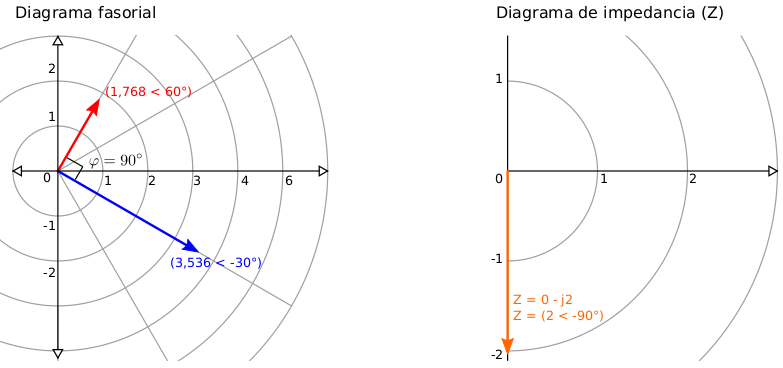 Diagrama fasorial
2
1
(1,768 < 60°)
φ = 90°
0
1
2
3
4
6
-1
-2
(3,536 < -30°)
Diagrama de impedancia (Z)
1
0
1
2
-1
Z = 0 - j2
Z = (2 < -90°)
-2